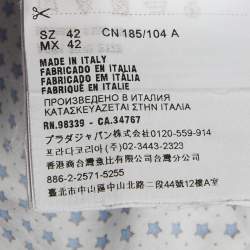 SZ 42 CN 185/104 A
MX 42
MADE IN ITALY
FABRICADO EN ITALIA
FABRICADO EM ITÁLIA
FABRIQUÉ EN ITALIE
ПРОИЗВЕДЕНО В ИТАЛИЯ
ΚΑΤΑΣΚΕΥΑΖΕΤΑΙ ΣΤΗΝ ΙΤΑΛΙΑ
RN.98339 - CA.34767
プラダジャパン株式会社0120-559-914
프라다코리아(주) 02-3443-2323
香港商台灣普比有限公司台灣分公司
886-2-2571-5255
臺北市中山區中山北路二段44號12樓A